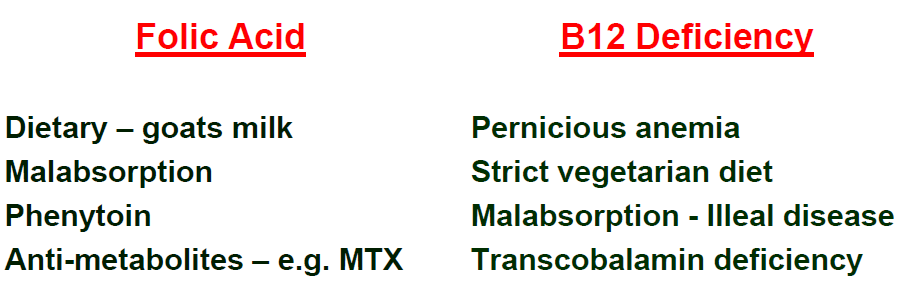 Folic Acid
Dietary – goats milk
Malabsorption
Phenytoin
Anti-metabolites – e.g. MTX
B12 Deficiency
Pernicious anemia
Strict vegetarian diet
Malabsorption - Illeal disease
Transcobalamin deficiency